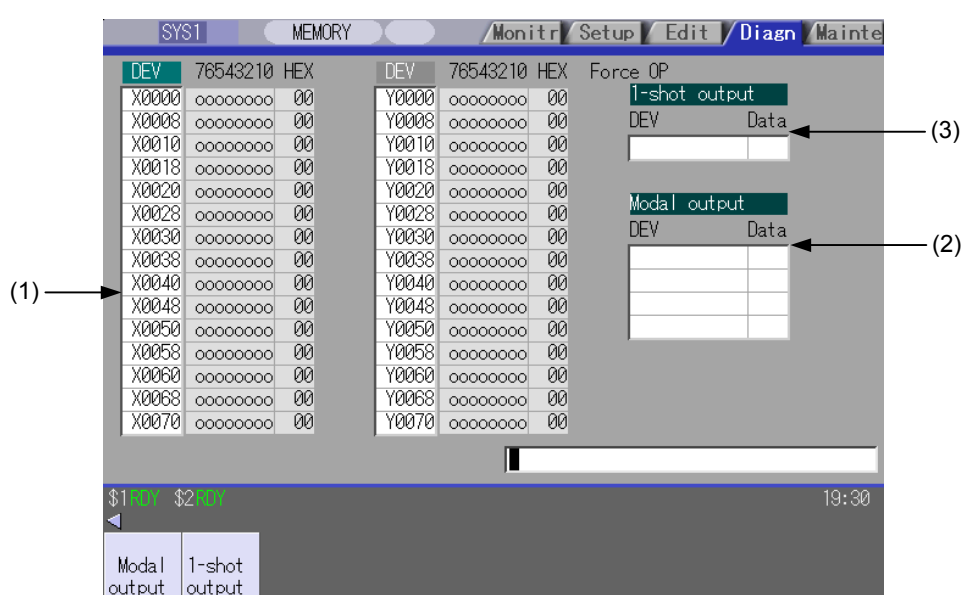 SYS1 MEMORY Monitr Setup Edit Diagn Mainte
DEV 76543210 HEX DEV 76543210 HEX Force OP
X0000 oooooooo 00 Y0000 oooooooo 00 1-shot output
X0008 oooooooo 00 Y0008 oooooooo 00 DEV Data (3)
X0010 oooooooo 00 Y0010 oooooooo 00
X0018 oooooooo 00 Y0018 oooooooo 00
X0020 oooooooo 00 Y0020 oooooooo 00 Modal output
X0028 oooooooo 00 Y0028 oooooooo 00
X0030 oooooooo 00 Y0030 oooooooo 00 DEV Data (2)
X0038 oooooooo 00 Y0038 oooooooo 00
(1) X0040 oooooooo 00 Y0040 oooooooo 00
X0048 oooooooo 00 Y0048 oooooooo 00
X0050 oooooooo 00 Y0050 oooooooo 00
X0058 oooooooo 00 Y0058 oooooooo 00
X0060 oooooooo 00 Y0060 oooooooo 00
X0068 oooooooo 00 Y0068 oooooooo 00
X0070 oooooooo 00 Y0070 oooooooo 00
$1RDY $2RDY 19:30
Modal 1-shot
output output